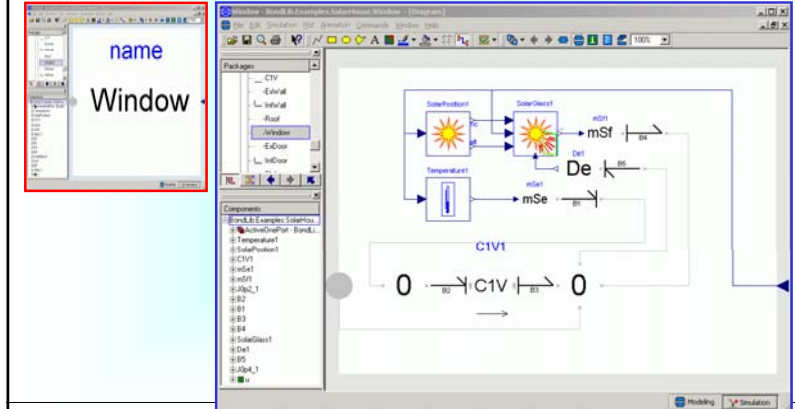 name
Window
Window - BondLib.Examples.SolarHouse.Window - [Diagram]
File Edit Simulation Plot Animation Commands Window Help
100%
Packages
C1V
ExWall
IntWall
Roof
Window
ExDoor
IntDoor
Components
BondLib.Examples.SolarHou...
ActiveOnePort - BondLi...
Temperature1
SolarPosition1
C1V1
mSe1
mSf1
J0p2_1
B2
B1
B3
B4
SolarGlass1
De1
B5
J0p4_1
u
SolarPosition1
SolarGlass1
mSf1
mSf
B4
De1
De
B5
Temperature1
mSe1
mSe
B1
C1V1
0
B2
C1V
B3
0
Modeling
Simulation